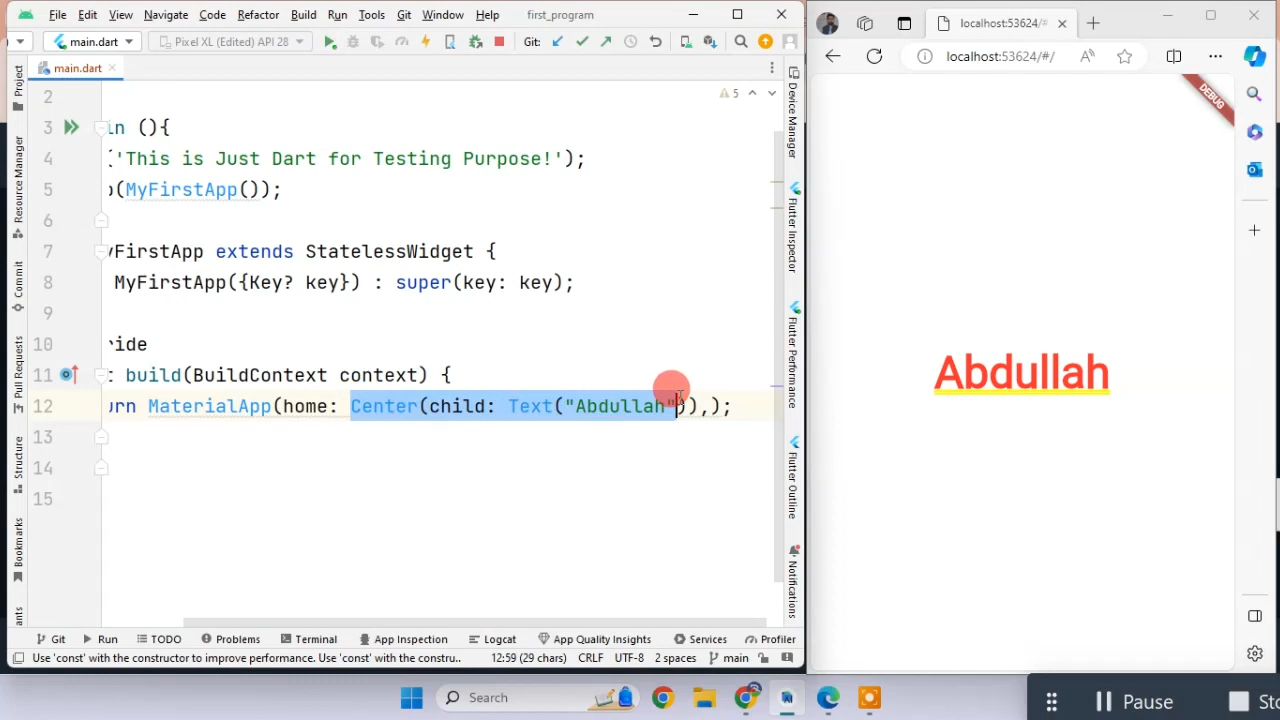 File Edit View Navigate Code Refactor Build Run Tools Git Window Help first_program
main.dart Pixel XL (Edited) API 28 Git:
main.dart
5
2
3 in (){
4 ('This is Just Dart for Testing Purpose!');
5 (MyFirstApp());
6
7 yFirstApp extends StatelessWidget {
8 MyFirstApp({Key? key}) : super(key: key);
9
10 ride
11 t build(BuildContext context) {
12 urn MaterialApp(home: Center(child: Text("Abdullah")),);
13
14
15
Project
Resource Manager
Commit
Pull Requests
Structure
Bookmarks
ants
Device Manager
Flutter Inspector
Flutter Performance
Flutter Outline
Notifications
Git Run TODO Problems Terminal App Inspection Logcat App Quality Insights Services Profiler
Use 'const' with the constructor to improve performance. Use 'const' with the constru.. 12:59 (29 chars) CRLF UTF-8 2 spaces main
localhost:53624/#
localhost:53624/#/
DEBUG
Abdullah
Search
Pause
Sto